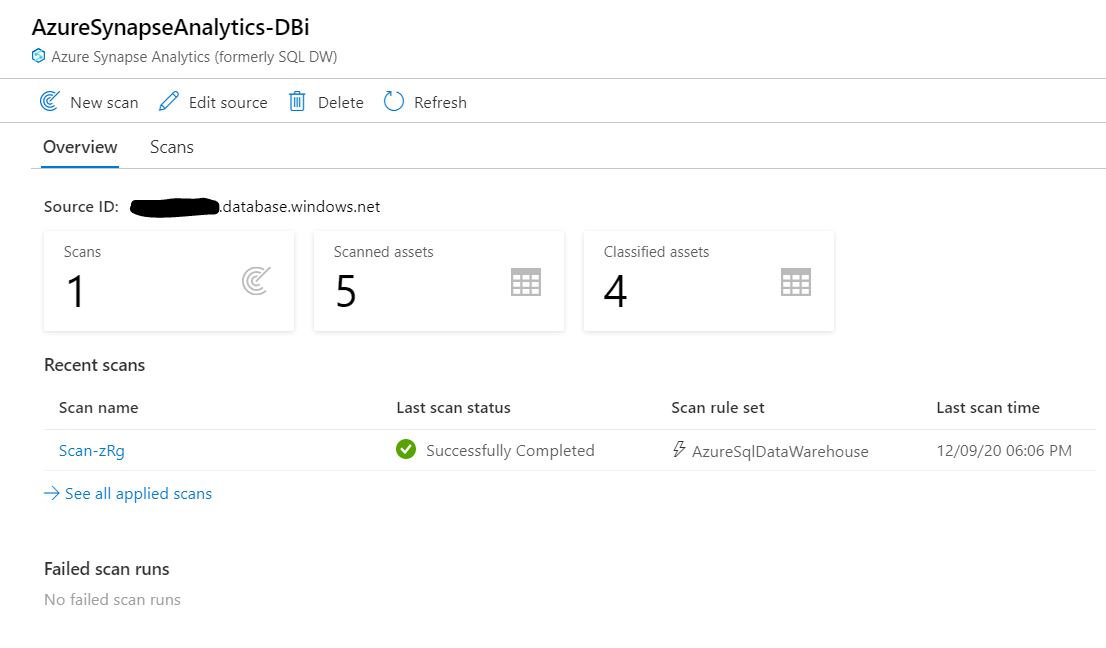 AzureSynapseAnalytics-DBi
Azure Synapse Analytics (formerly SQL DW)
New scan Edit source Delete Refresh
Overview Scans
Source ID: .database.windows.net
Scans Scanned assets Classified assets
1 5 4
Recent scans
Scan name Last scan status Scan rule set Last scan time
Scan-zRg Successfully Completed AzureSqlDataWarehouse 12/09/20 06:06 PM
See all applied scans
Failed scan runs
No failed scan runs